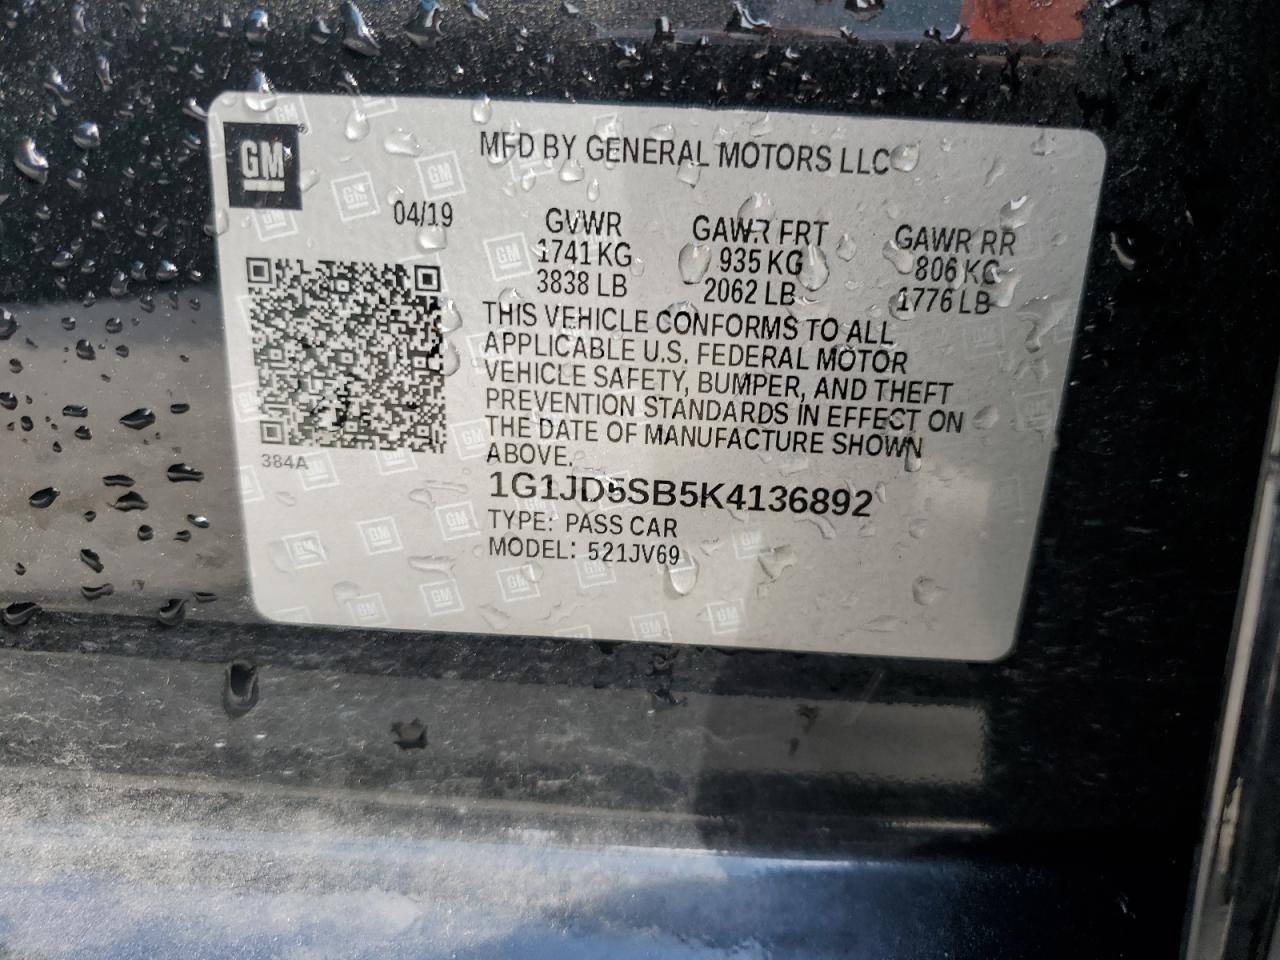 GM
MFD BY GENERAL MOTORS LLC
04/19
GVWR
1741 KG
3838 LB
GAWR FRT
935 KG
2062 LB
GAWR RR
806 KG
1776 LB
THIS VEHICLE CONFORMS TO ALL
APPLICABLE U.S. FEDERAL MOTOR
VEHICLE SAFETY, BUMPER, AND THEFT
PREVENTION STANDARDS IN EFFECT ON
THE DATE OF MANUFACTURE SHOWN
ABOVE.
384A
1G1JD5SB5K4136892
TYPE: PASS CAR
MODEL: 521JV69